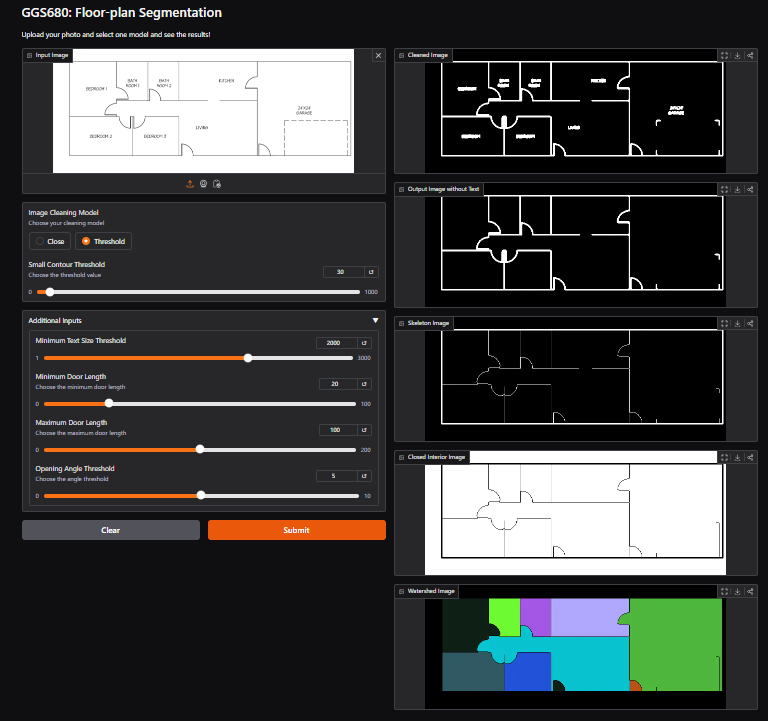 GGS680: Floor-plan Segmentation
Upload your photo and select one model and see the results!
Input Image
BEDROOM 1
BATH ROOM 1
BATH ROOM 2
KITCHEN
24'X24' GARAGE
LIVING
BEDROOM 2
BEDROOM 3
Image Cleaning Model
Choose your cleaning model
Close
Threshold
Small Contour Threshold
Choose the threshold value
30
0
1000
Additional Inputs
Minimum Text Size Threshold
2000
1
3000
Minimum Door Length
Choose the minimum door length
20
0
100
Maximum Door Length
Choose the maximum door length
100
0
200
Opening Angle Threshold
Choose the angle threshold
5
0
10
Clear
Submit
Cleaned Image
LIVING
Output Image without Text
Skeleton Image
Closed Interior Image
Watershed Image